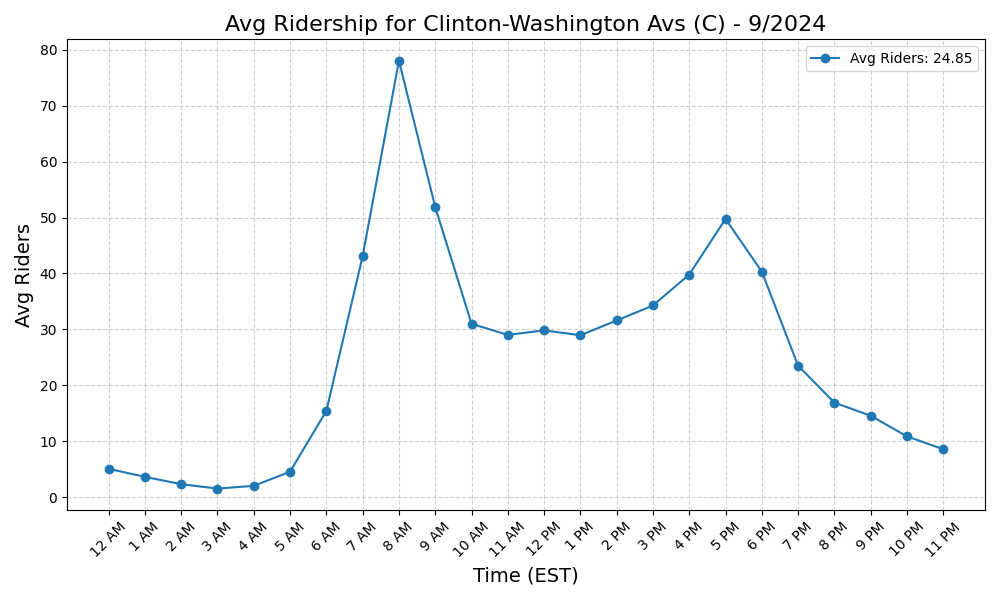 Avg Ridership for Clinton-Washington Avs (C) - 9/2024
Avg Riders: 24.85
Avg Riders
80
70
60
50
40
30
20
10
0
12 AM
1 AM
2 AM
3 AM
4 AM
5 AM
6 AM
7 AM
8 AM
9 AM
10 AM
11 AM
12 PM
1 PM
2 PM
3 PM
4 PM
5 PM
6 PM
7 PM
8 PM
9 PM
10 PM
11 PM
Time (EST)